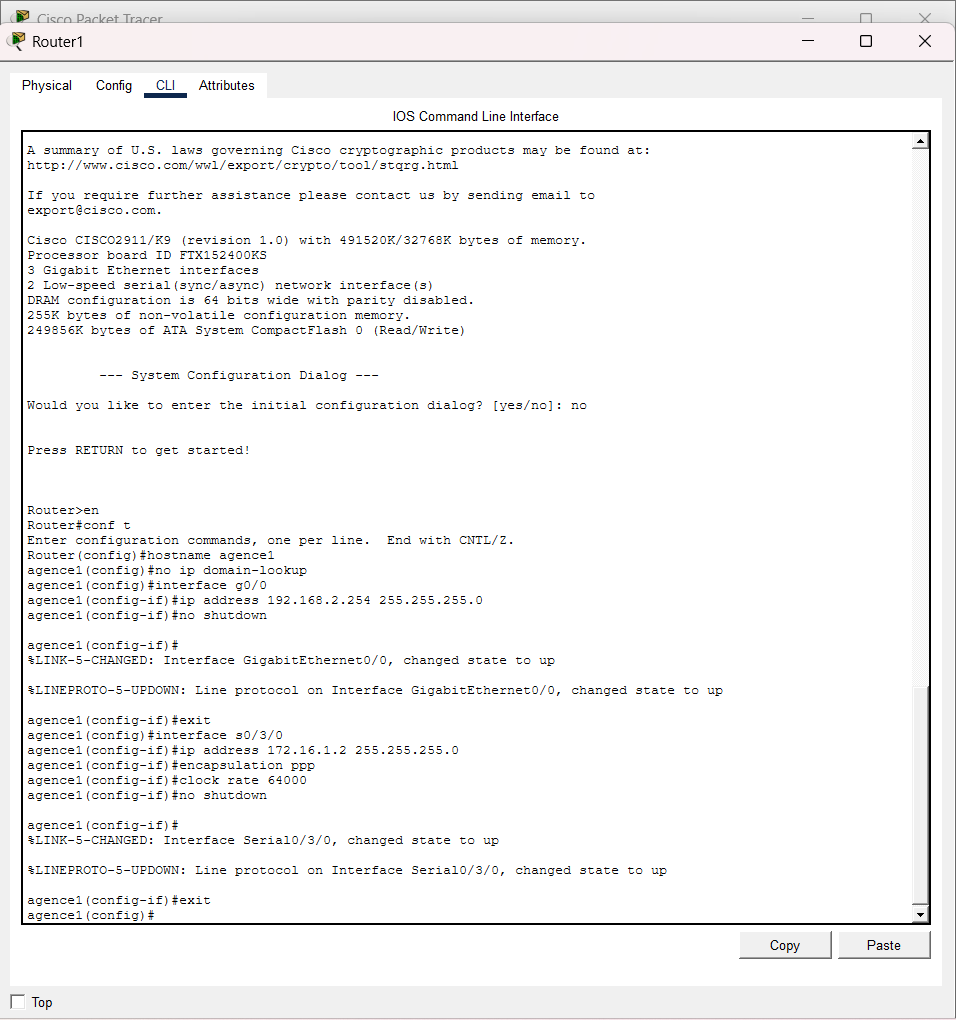 Cisco Packet Tracer
Router1
Physical Config CLI Attributes
IOS Command Line Interface
A summary of U.S. laws governing Cisco cryptographic products may be found at:
http://www.cisco.com/wwl/export/crypto/tool/stqrg.html
If you require further assistance please contact us by sending email to
export@cisco.com.
Cisco CISCO2911/K9 (revision 1.0) with 491520K/32768K bytes of memory.
Processor board ID FTX152400KS
3 Gigabit Ethernet interfaces
2 Low-speed serial(sync/async) network interface(s)
DRAM configuration is 64 bits wide with parity disabled.
255K bytes of non-volatile configuration memory.
249856K bytes of ATA System CompactFlash 0 (Read/Write)
--- System Configuration Dialog ---
Would you like to enter the initial configuration dialog? [yes/no]: no
Press RETURN to get started!
Router>en
Router#conf t
Enter configuration commands, one per line.  End with CNTL/Z.
Router(config)#hostname agence1
agence1(config)#no ip domain-lookup
agence1(config)#interface g0/0
agence1(config-if)#ip address 192.168.2.254 255.255.255.0
agence1(config-if)#no shutdown
agence1(config-if)#
%LINK-5-CHANGED: Interface GigabitEthernet0/0, changed state to up
%LINEPROTO-5-UPDOWN: Line protocol on Interface GigabitEthernet0/0, changed state to up
agence1(config-if)#exit
agence1(config)#interface s0/3/0
agence1(config-if)#ip address 172.16.1.2 255.255.255.0
agence1(config-if)#encapsulation ppp
agence1(config-if)#clock rate 64000
agence1(config-if)#no shutdown
agence1(config-if)#
%LINK-5-CHANGED: Interface Serial0/3/0, changed state to up
%LINEPROTO-5-UPDOWN: Line protocol on Interface Serial0/3/0, changed state to up
agence1(config-if)#exit
agence1(config)#
Copy Paste
Top